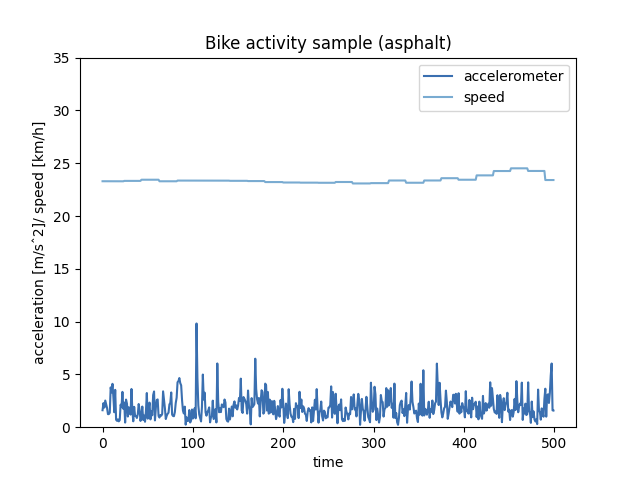 Bike activity sample (asphalt)
accelerometer
speed
acceleration [m/sˆ2]/ speed [km/h]
35
30
25
20
15
10
5
0
0 100 200 300 400 500
time